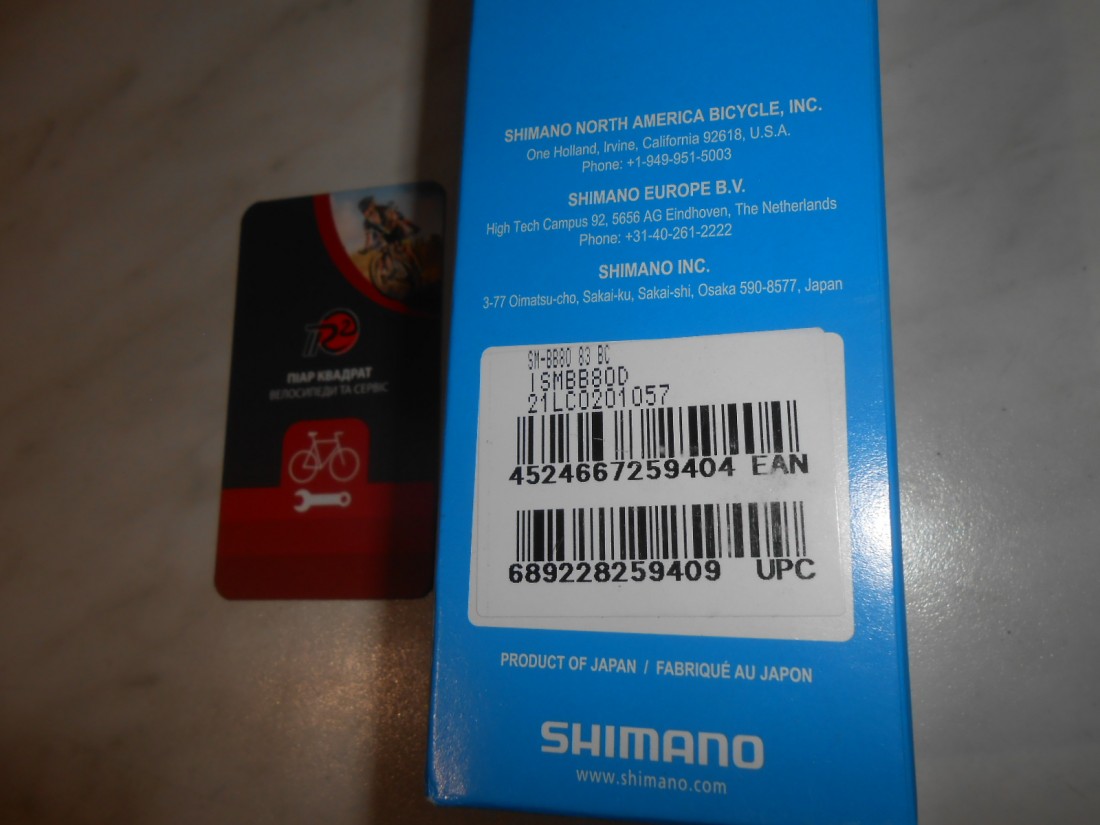 ПІАР КВАДРАТ
ВЕЛОСИПЕДИ ТА СЕРВІС
SHIMANO NORTH AMERICA BICYCLE, INC.
One Holland, Irvine, California 92618, U.S.A.
Phone: +1-949-951-5003
SHIMANO EUROPE B.V.
High Tech Campus 92, 5656 AG Eindhoven, The Netherlands
Phone: +31-40-261-2222
SHIMANO INC.
3-77 Oimatsu-cho, Sakai-ku, Sakai-shi, Osaka 590-8577, Japan
SM-BB80 83 BC
ISMBB80D
21LC0201057
4524667259404 EAN
689228259409 UPC
PRODUCT OF JAPAN / FABRIQUÉ AU JAPON
SHIMANO
www.shimano.com